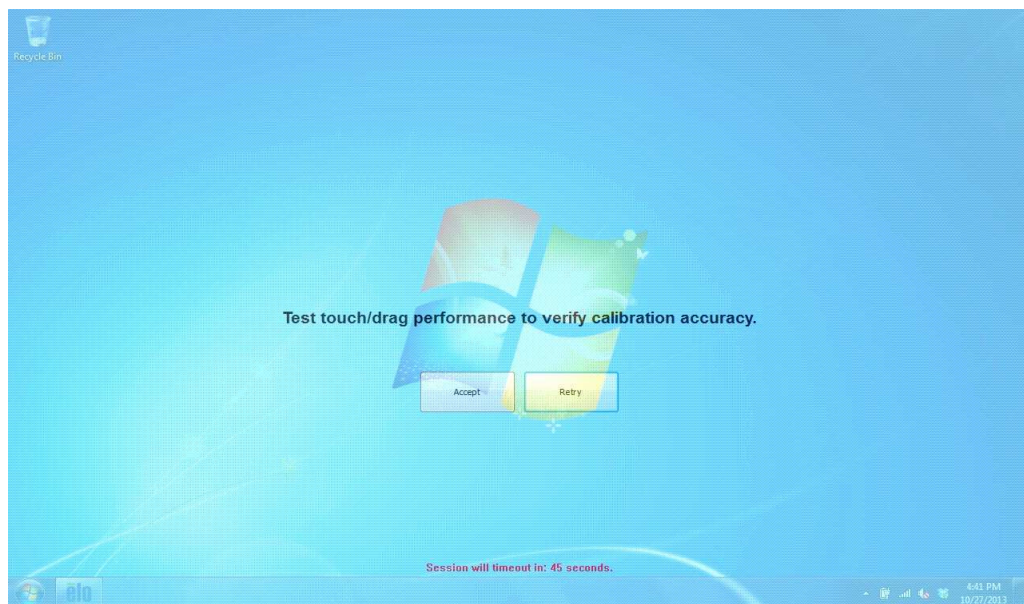 Recycle Bin
Test touch/drag performance to verify calibration accuracy.
Accept
Retry
Session will timeout in: 45 seconds.
elo
4:41 PM
10/27/2013